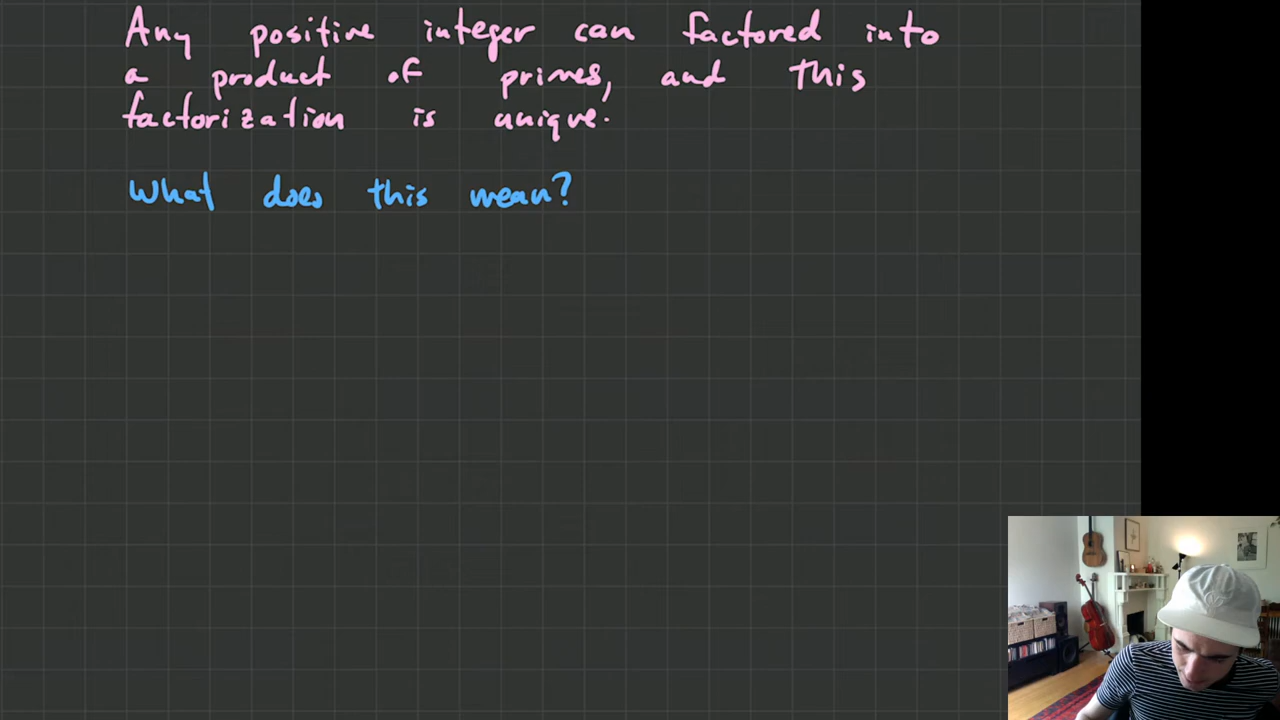 Any positive integer can factored into
a product of primes, and this
factorization is unique.
What does this mean?